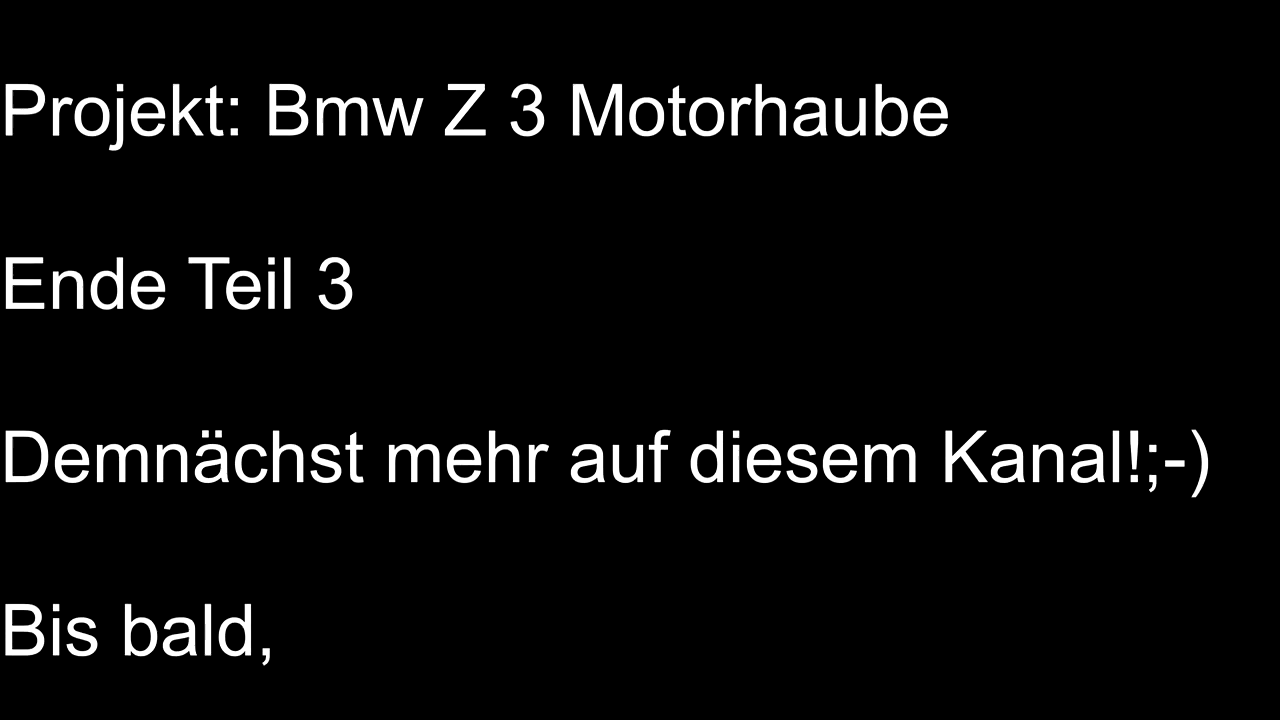 Projekt: Bmw Z 3 Motorhaube
Ende Teil 3
Demnächst mehr auf diesem Kanal!;-)
Bis bald,